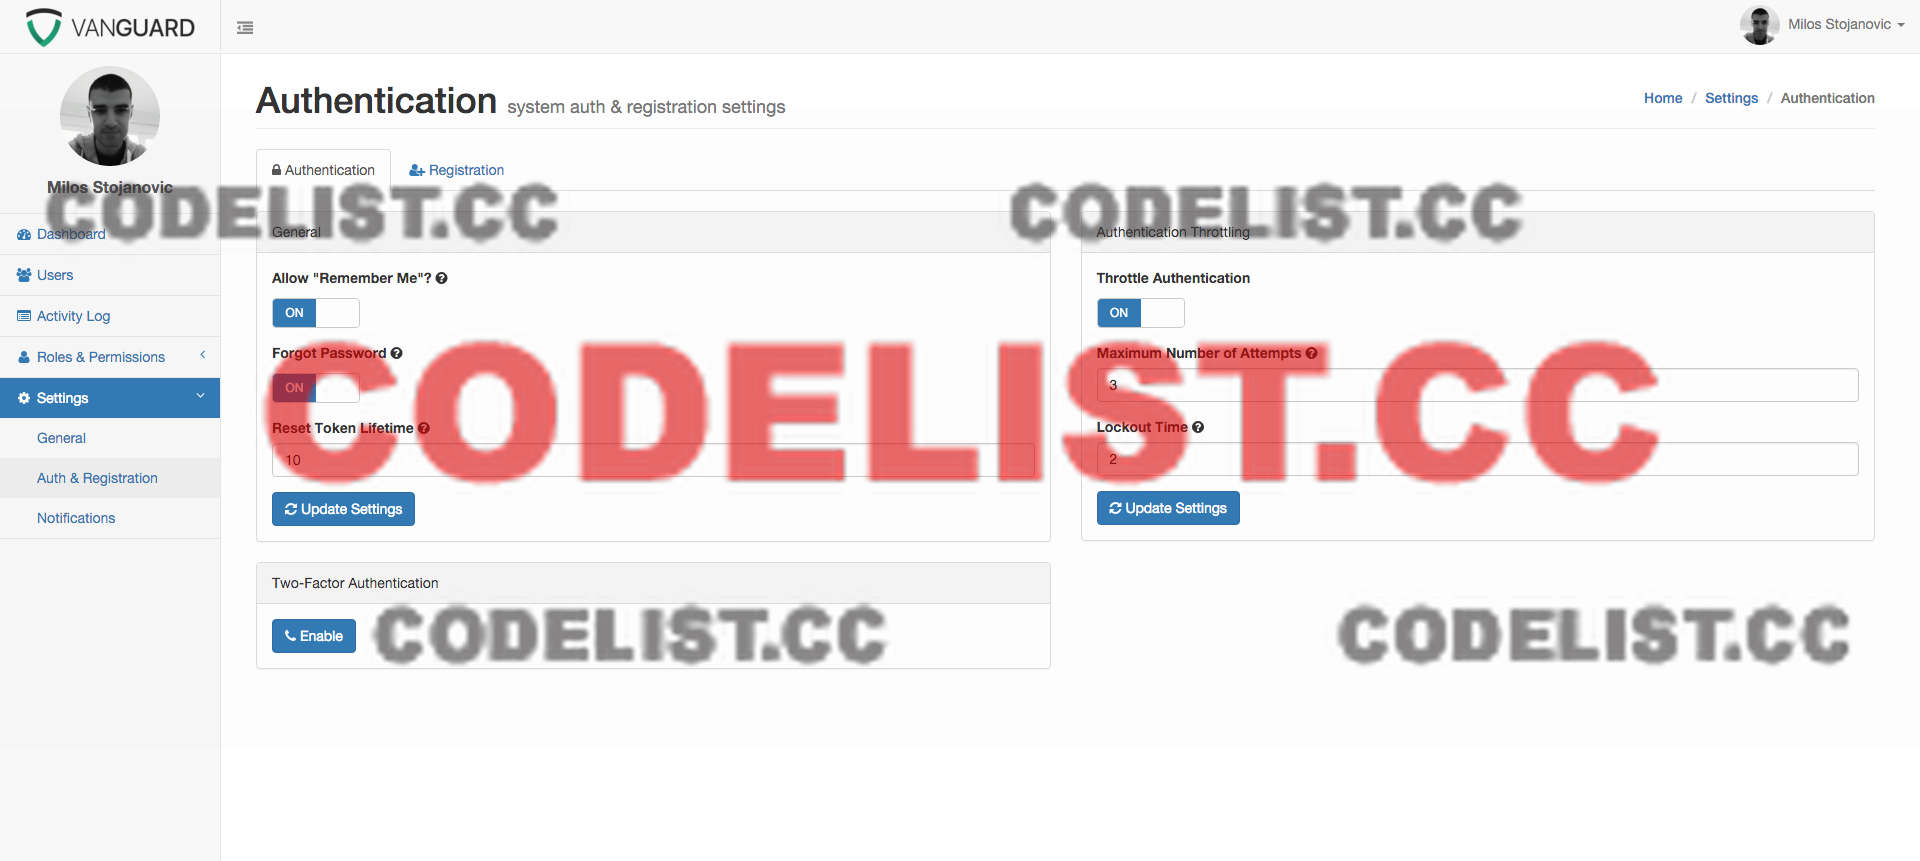 VANGUARD
Milos Stojanovic
Milos Stojanovic
Dashboard
Users
Activity Log
Roles & Permissions
Settings
General
Auth & Registration
Notifications
Authentication system auth & registration settings
Home / Settings / Authentication
Authentication
Registration
General
Allow "Remember Me"?
ON
Forgot Password
ON
Reset Token Lifetime
10
Update Settings
Authentication Throttling
Throttle Authentication
ON
Maximum Number of Attempts
3
Lockout Time
2
Update Settings
Two-Factor Authentication
Enable
CODELIST.CC
CODELIST.CC
CODELIST.CC
CODELIST.CC
CODELIST.CC